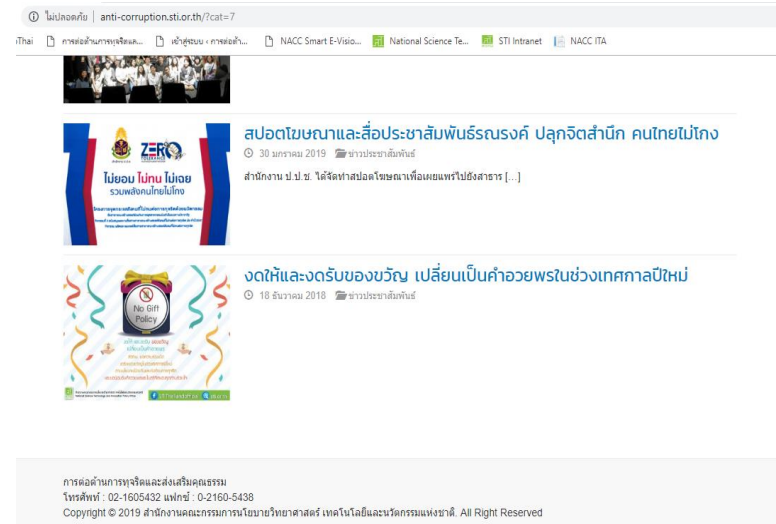 ไม่ปลอดภัย | anti-corruption.sti.or.th/?cat=7
Thai การต่อต้านการทุจริตและ... เข้าสู่ระบบ ‹ การต่อต้า... NACC Smart E-Visio... National Science Te... STI Intranet NACC ITA
สปอตโฆษณาและสื่อประชาสัมพันธ์รณรงค์ ปลุกจิตสำนึก คนไทยไม่โกง
30 มกราคม 2019 ข่าวประชาสัมพันธ์
สำนักงาน ป.ป.ช. ได้จัดทำสปอตโฆษณาเพื่อเผยแพร่ไปยังสาธารร [...]
ZERO
TOLERANCE
ไม่ยอม ไม่ทน ไม่เฉย
รวมพลังคนไทยไม่โกง
งดให้และงดรับของขวัญ เปลี่ยนเป็นคำอวยพรในช่วงเทศกาลปีใหม่
18 ธันวาคม 2018 ข่าวประชาสัมพันธ์
No Gift
Policy
การต่อต้านการทุจริตและส่งเสริมคุณธรรม
โทรศัพท์ : 02-1605432 แฟกซ์ : 0-2160-5438
Copyright © 2019 สำนักงานคณะกรรมการนโยบายวิทยาศาสตร์ เทคโนโลยีและนวัตกรรมแห่งชาติ. All Right Reserved